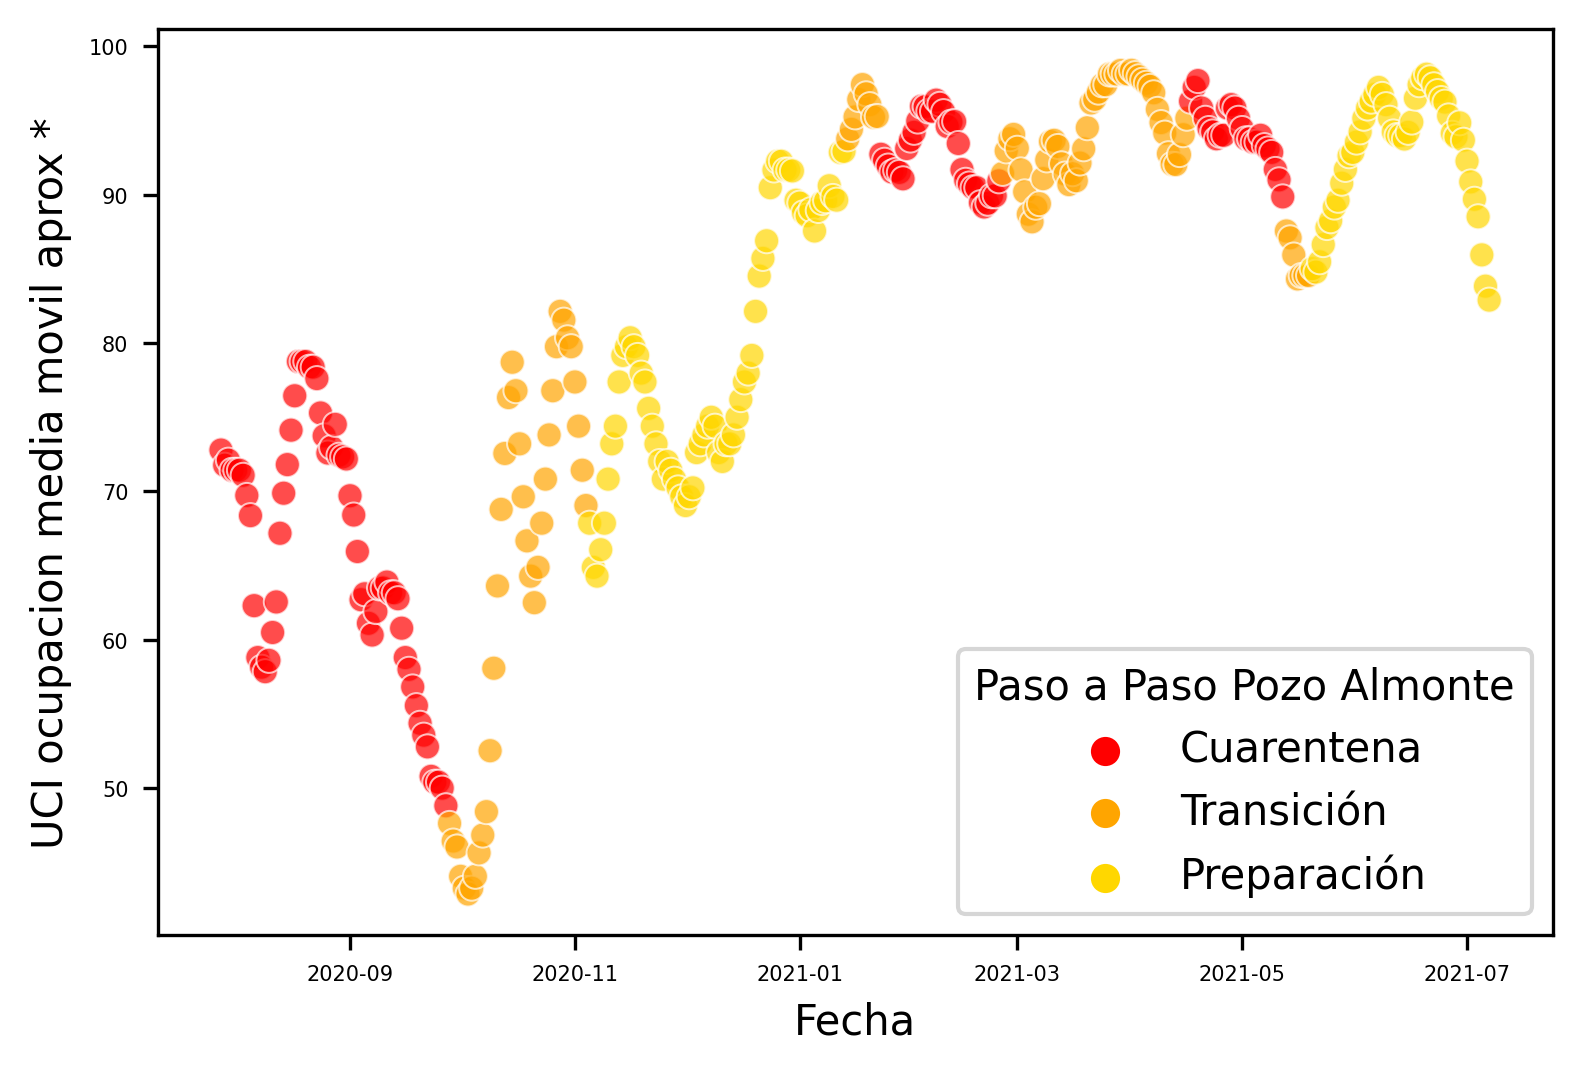 UCI ocupacion media movil aprox *
100
90
80
70
60
50
Paso a Paso Pozo Almonte
Cuarentena
Transición
Preparación
2020-09 2020-11 2021-01 2021-03 2021-05 2021-07
Fecha